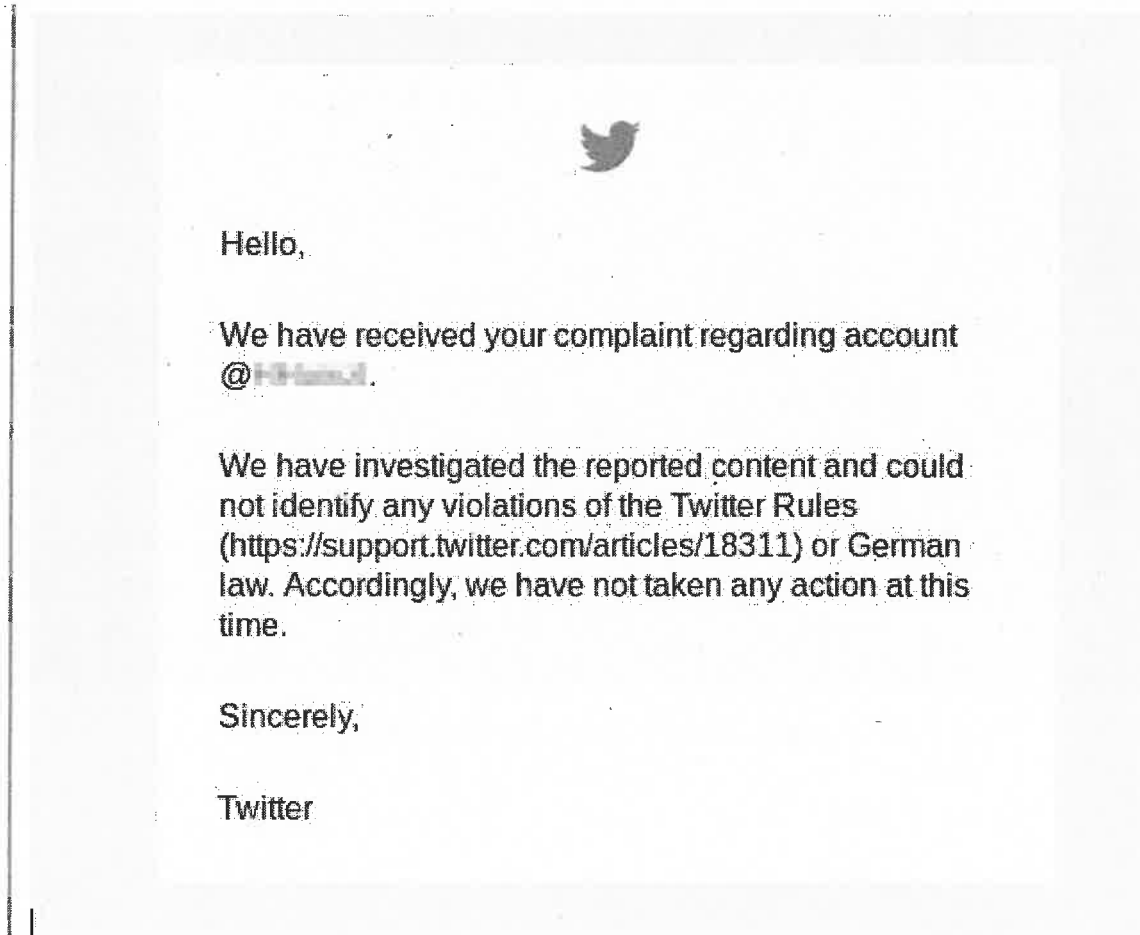 Hello,
We have received your complaint regarding account
@
We have investigated the reported content and could
not identify any violations of the Twitter Rules
(https://support.twitter.com/articles/18311) or German
law. Accordingly, we have not taken any action at this
time.
Sincerely,
Twitter